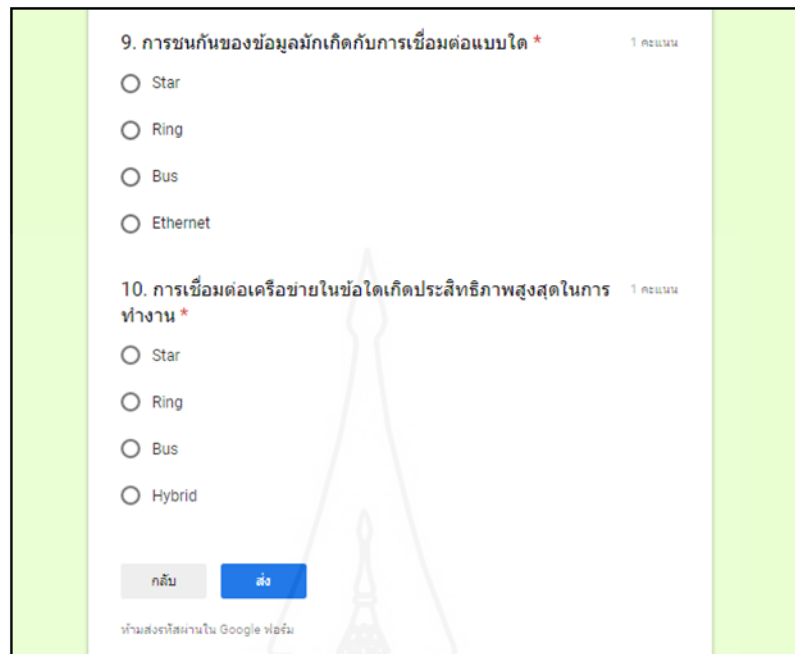 9. การชนกันของข้อมูลมักเกิดกับการเชื่อมต่อแบบใด * 1 คะแนน
Star
Ring
Bus
Ethernet
10. การเชื่อมต่อเครือข่ายในข้อใดเกิดประสิทธิภาพสูงสุดในการ 1 คะแนน
ทำงาน *
Star
Ring
Bus
Hybrid
กลับ ส่ง
ห้ามส่งรหัสผ่านใน Google ฟอร์ม